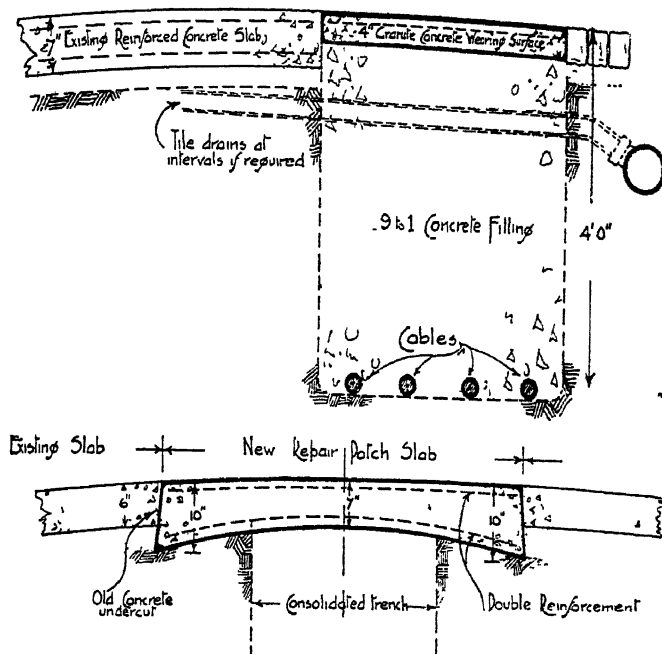 7" Existing Reinforced Concrete Slab,
4" Granite Concrete Wearing Surface
Tile drains at
intervals if required
9 to 1 Concrete Filling
4'0"
Cables
Existing Slab
New Repair Patch Slab
6"
10"
7"
10"
Old Concrete
undercut
Consolidated trench
Double Reinforcement